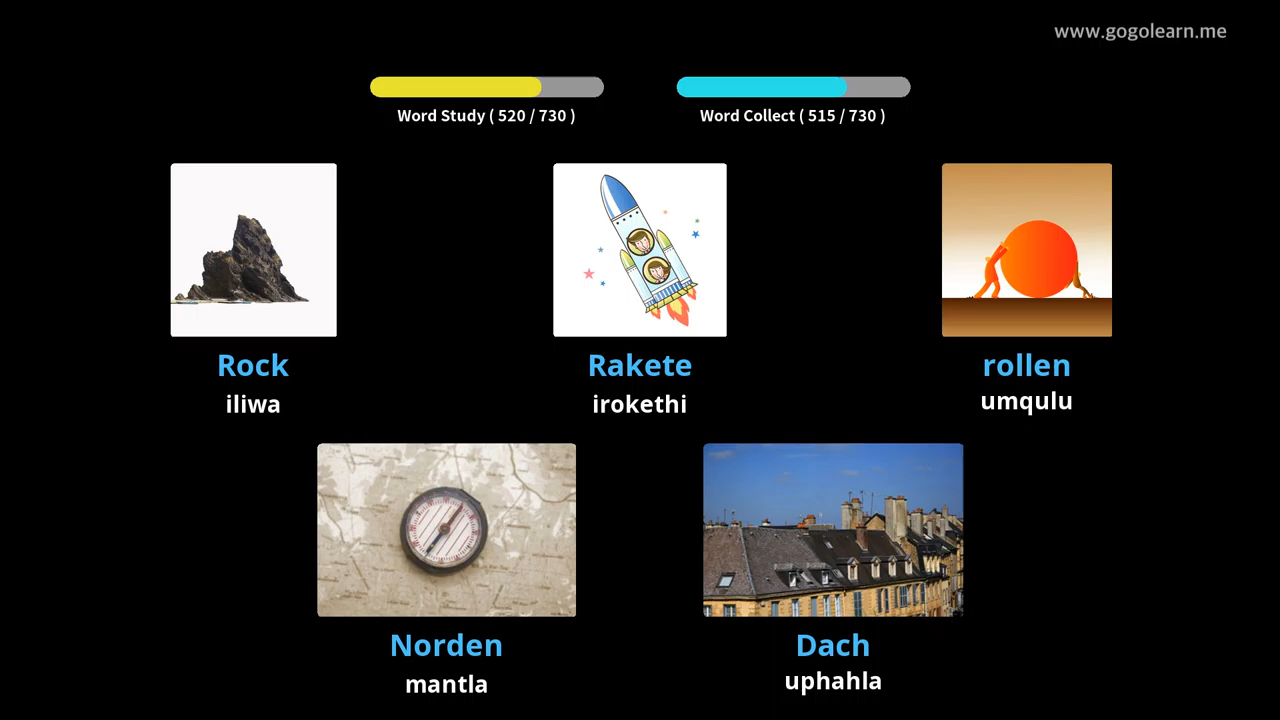 www.gogolearn.me
Word Study ( 520 / 730 )
Word Collect ( 515 / 730 )
Rock
iliwa
Rakete
irokethi
rollen
umqulu
Norden
mantla
Dach
uphahla